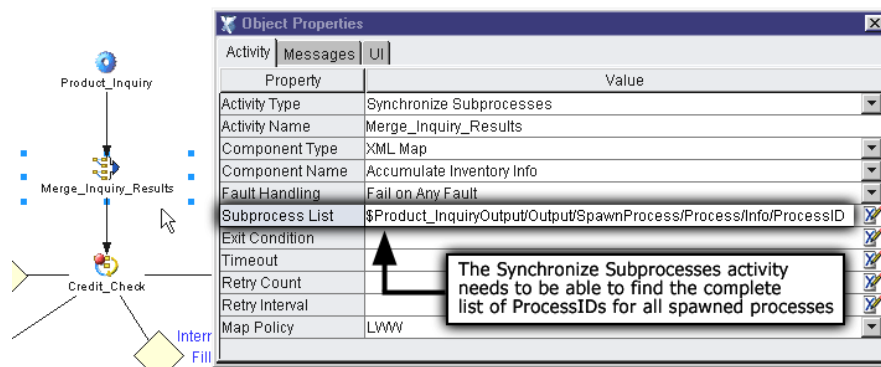 Object Properties
Activity Messages UI
Property Value
Activity Type Synchronize Subprocesses
Activity Name Merge_Inquiry_Results
Component Type XML Map
Component Name Accumulate Inventory Info
Fault Handling Fail on Any Fault
Subprocess List $Product_InquiryOutput/Output/SpawnProcess/Process/Info/ProcessID
Exit Condition
Timeout
Retry Count
Retry Interval
Map Policy LWW
The Synchronize Subprocesses activity
needs to be able to find the complete
list of ProcessIDs for all spawned processes
Product_Inquiry
Merge_Inquiry_Results
Credit_Check
Interr
Fill